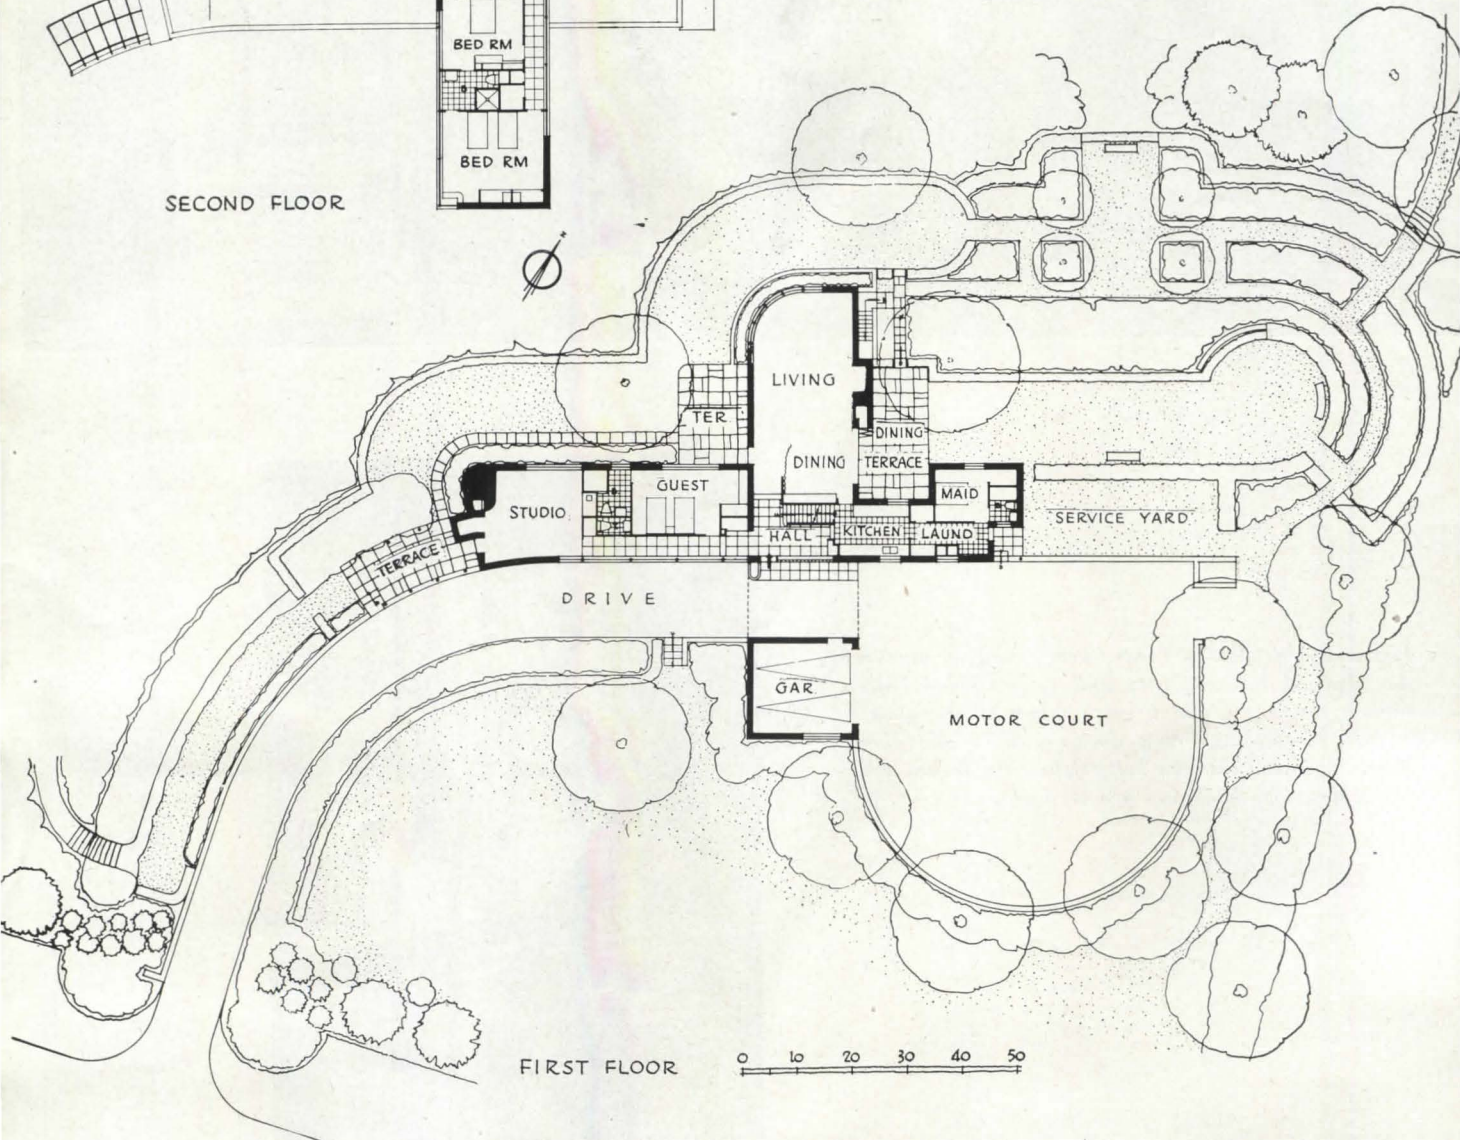 BED RM
BED RM
SECOND FLOOR
N
LIVING
TER
DINING
DINING
TERRACE
GUEST
MAID
STUDIO
SERVICE YARD
HALL
KITCHEN
LAUND
TERRACE
DRIVE
GAR
MOTOR COURT
FIRST FLOOR
0 10 20 30 40 50